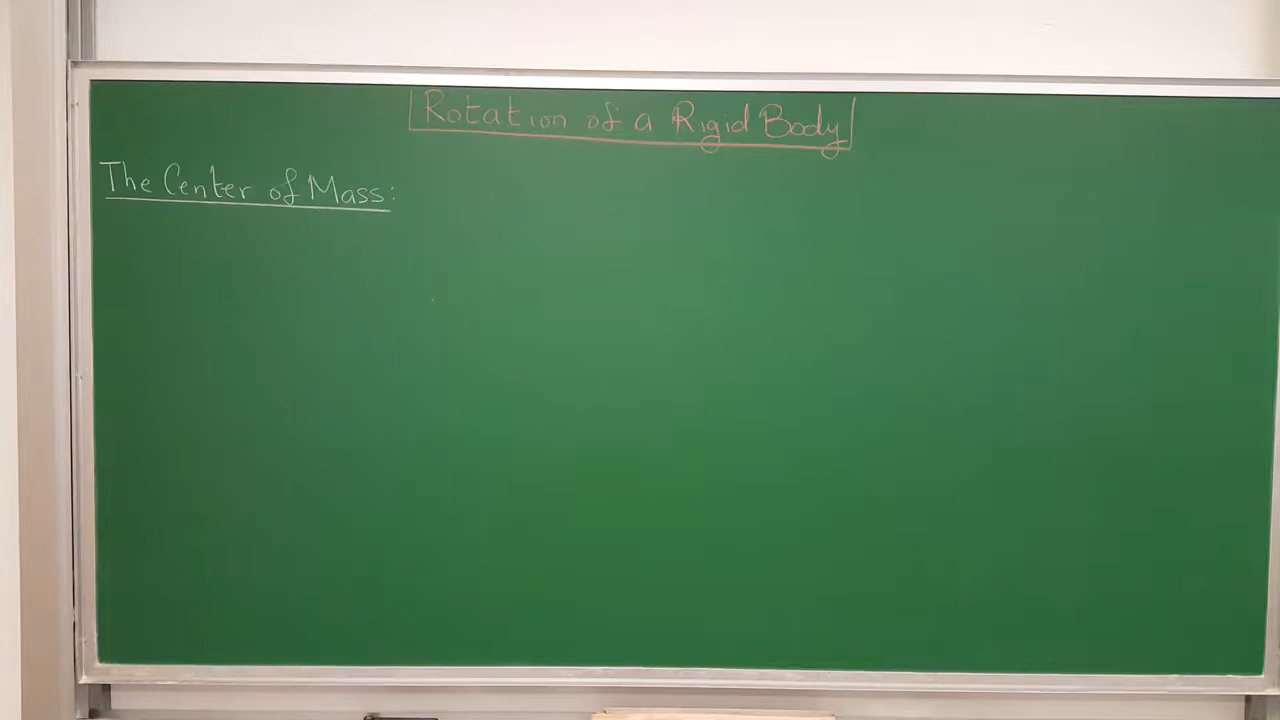 Rotation of a Rigid Body
The Center of Mass: